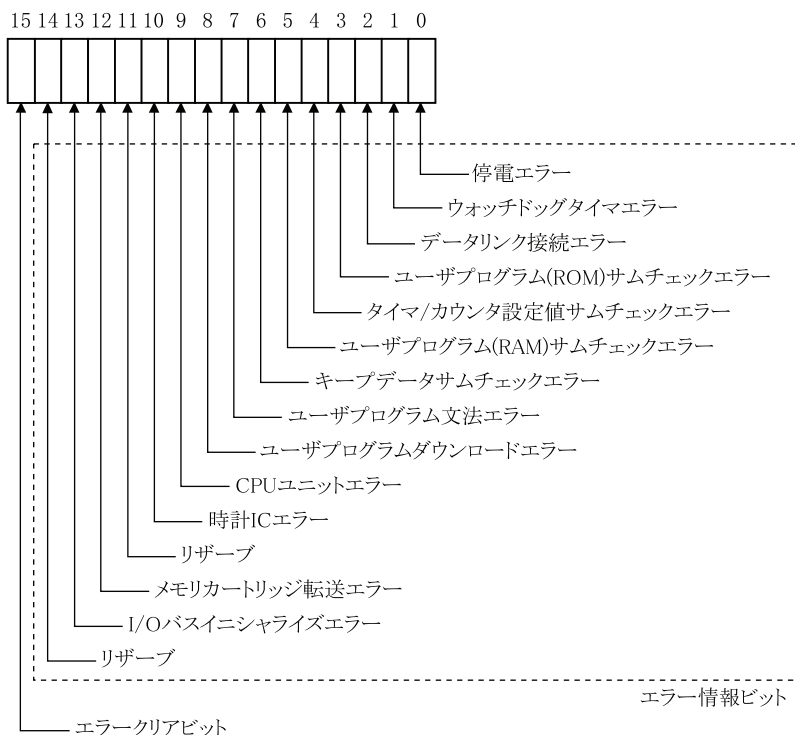 15 14 13 12 11 10 9 8 7 6 5 4 3 2 1 0
停電エラー
ウォッチドッグタイマエラー
データリンク接続エラー
ユーザプログラム(ROM)サムチェックエラー
タイマ/カウンタ設定値サムチェックエラー
ユーザプログラム(RAM)サムチェックエラー
キープデータサムチェックエラー
ユーザプログラム文法エラー
ユーザプログラムダウンロードエラー
CPUユニットエラー
時計ICエラー
リザーブ
メモリカートリッジ転送エラー
I/Oバスイニシャライズエラー
リザーブ
エラー情報ビット
エラークリアビット